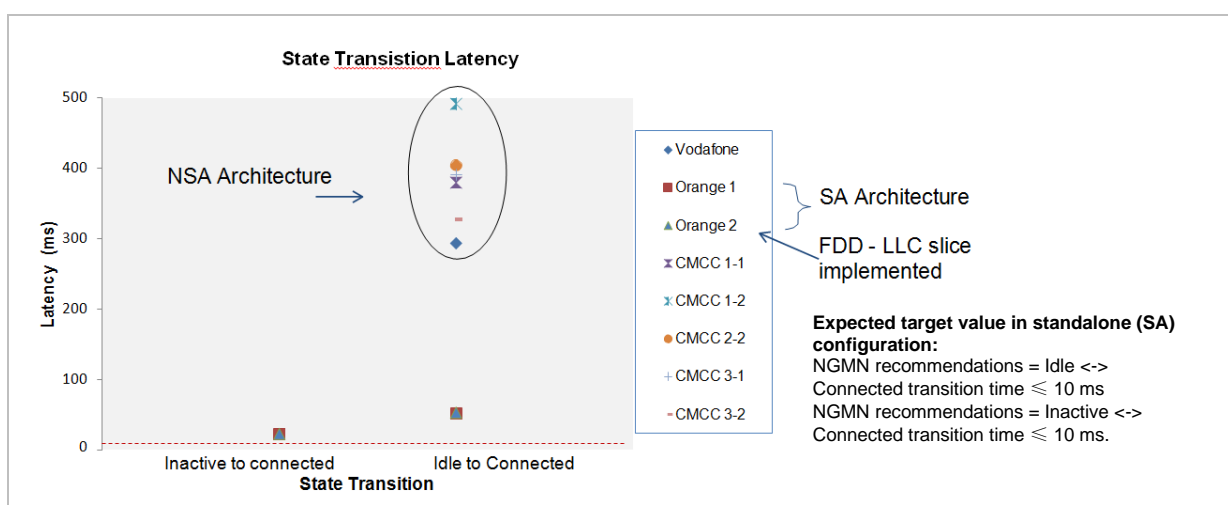 State Transistion Latency
500
400
300
200
100
0
Latency (ms)
NSA Architecture
Inactive to connected
Idle to Connected
State Transition
Vodafone
Orange 1
Orange 2
CMCC 1-1
CMCC 1-2
CMCC 2-2
CMCC 3-1
CMCC 3-2
SA Architecture
FDD - LLC slice
implemented
Expected target value in standalone (SA)
configuration:
NGMN recommendations = Idle <->
Connected transition time ≤ 10 ms
NGMN recommendations = Inactive <->
Connected transition time ≤ 10 ms.